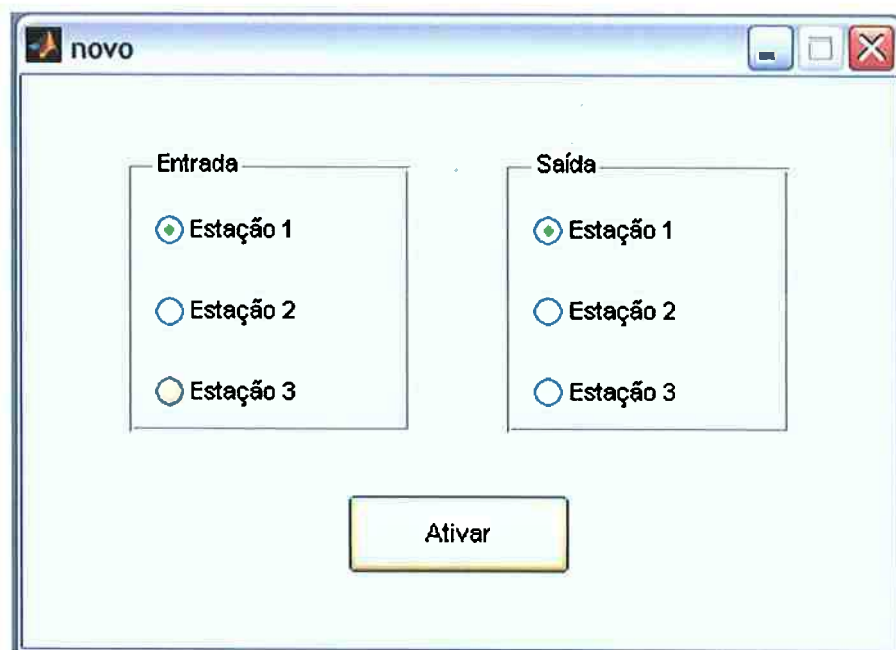 novo
Entrada
Estação 1
Estação 2
Estação 3
Saída
Estação 1
Estação 2
Estação 3
Ativar